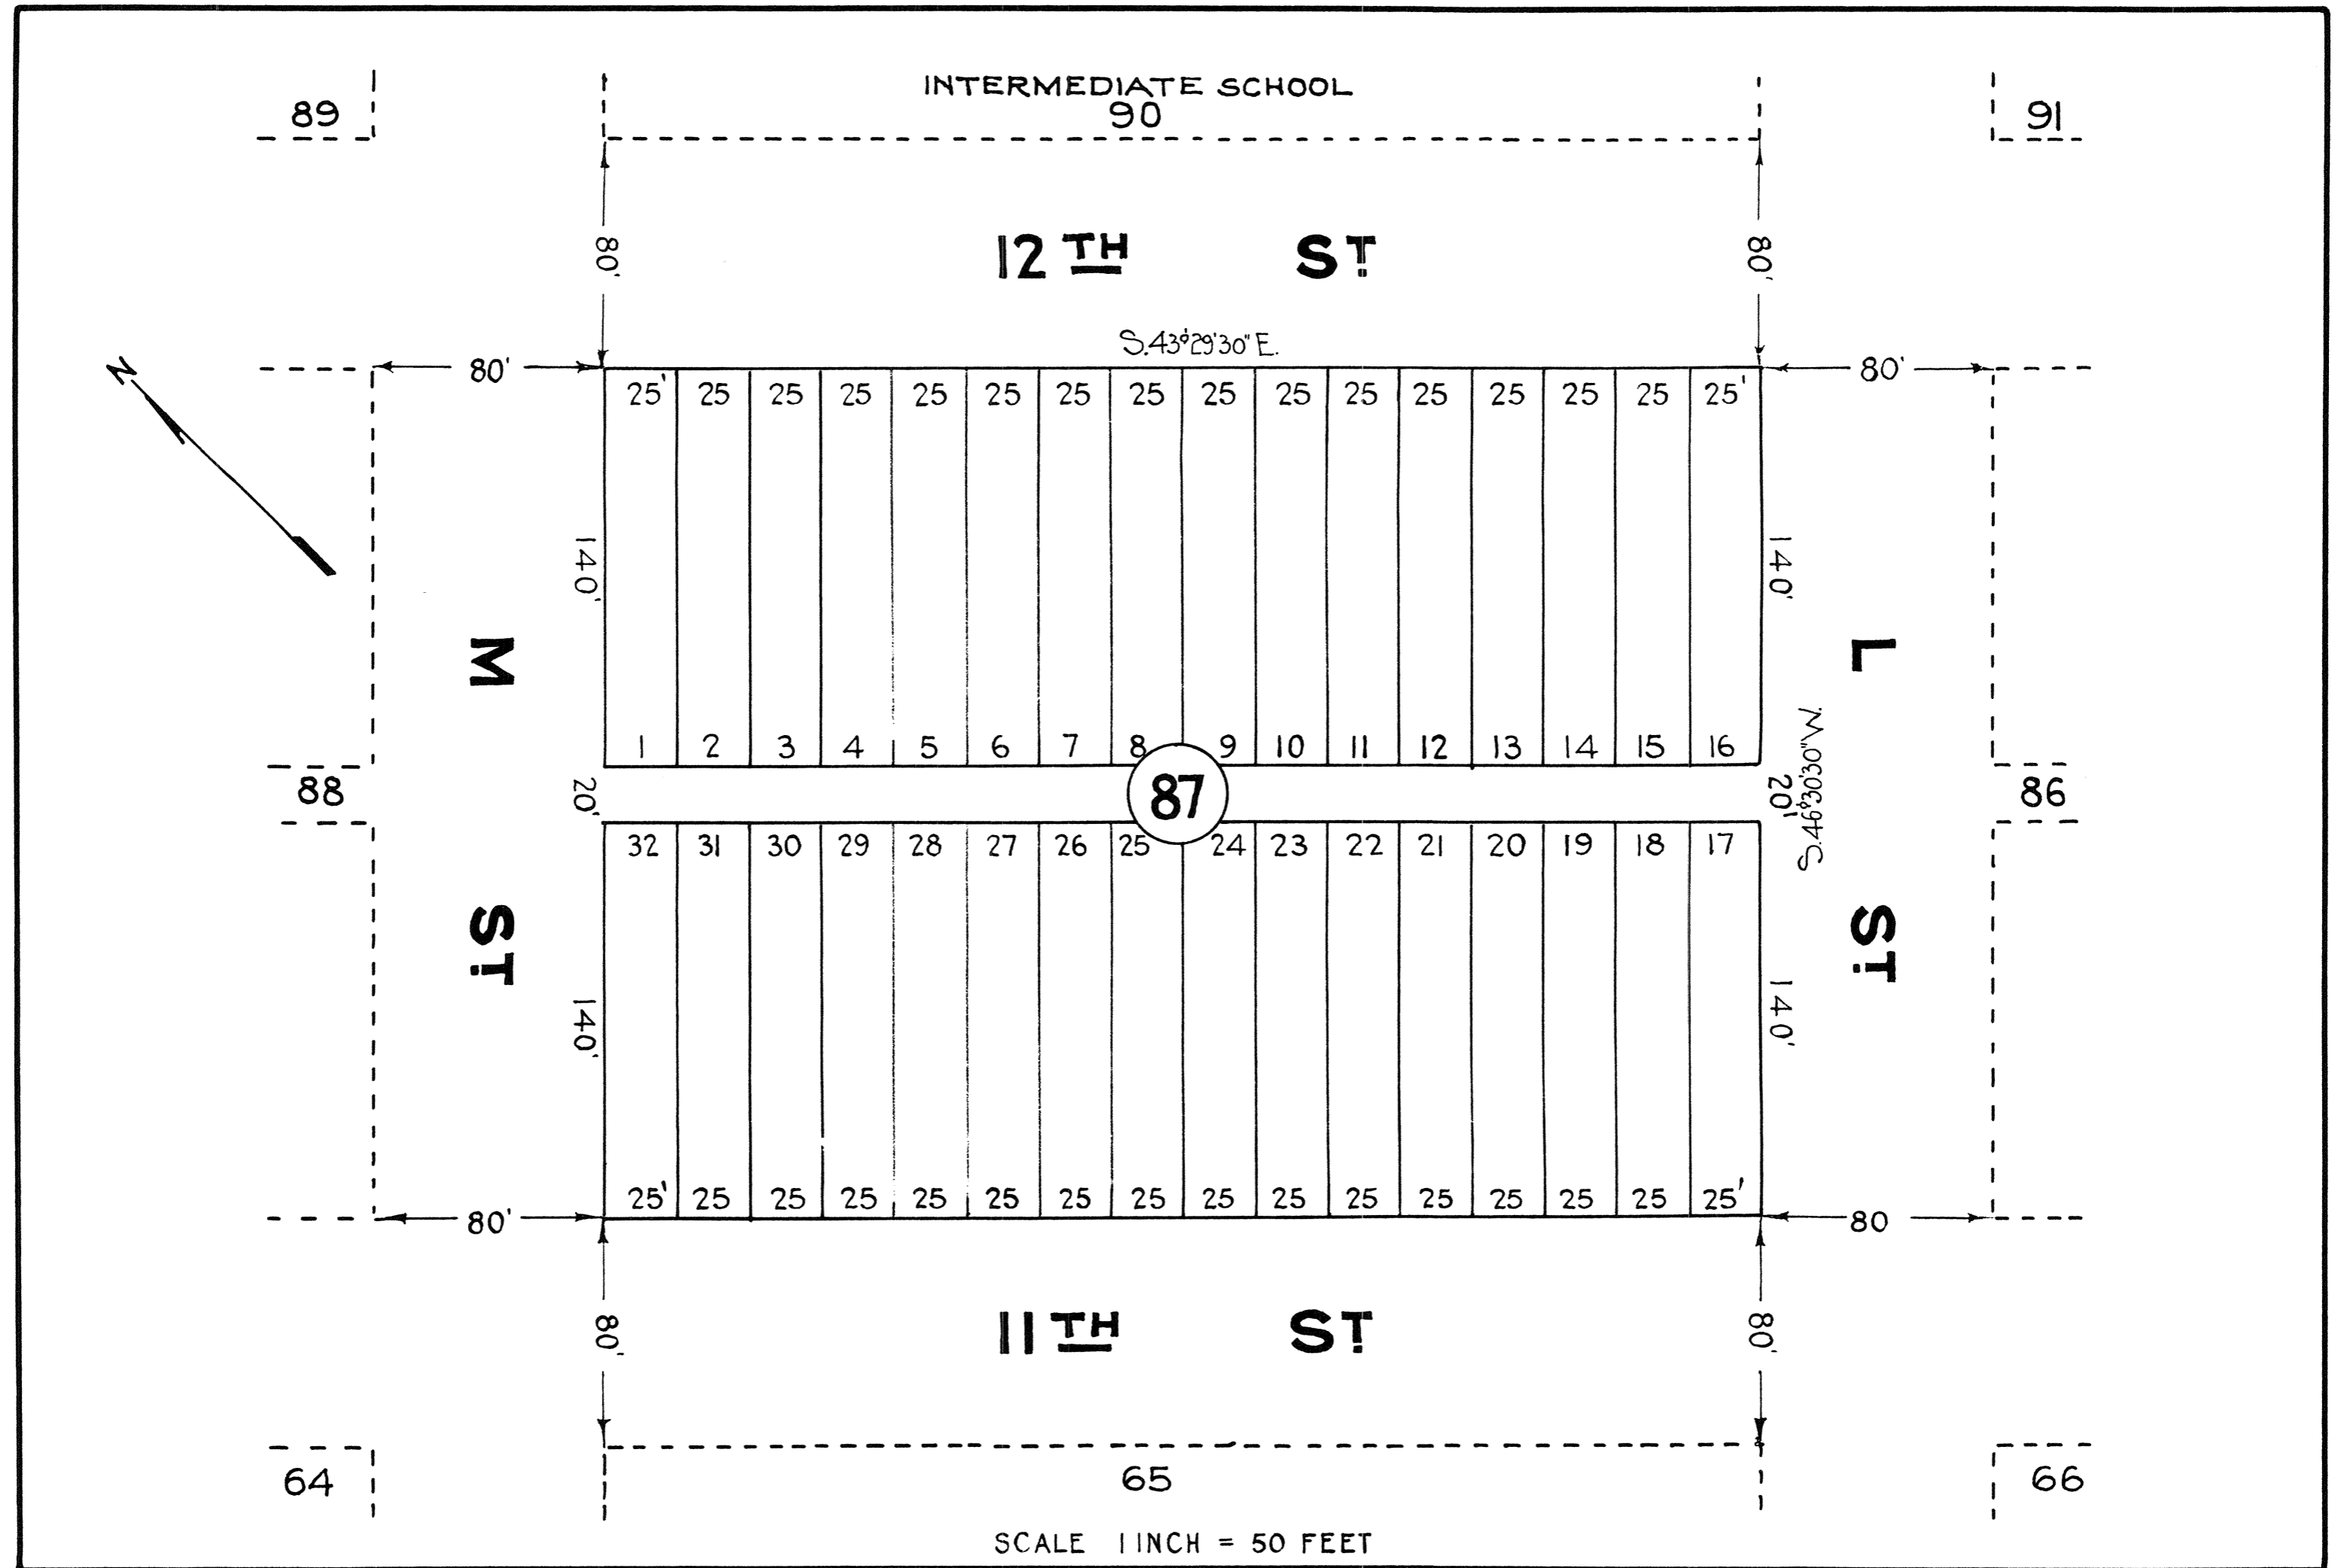 INTERMEDIATE SCHOOL
89 90 91
80' 80'
12TH ST
S.43°29'30"E.
N
80' 80'
25' 25 25 25 25 25 25 25 25 25 25 25 25 25 25 25'
140' 140'
M L
1 2 3 4 5 6 7 8 9 10 11 12 13 14 15 16
88 20' 87 20' 86
S.46°30'30"W.
32 31 30 29 28 27 26 25 24 23 22 21 20 19 18 17
ST ST
140' 140'
25' 25 25 25 25 25 25 25 25 25 25 25 25 25 25 25'
80' 80
80' 80'
11TH ST
64 65 66
SCALE 1 INCH = 50 FEET